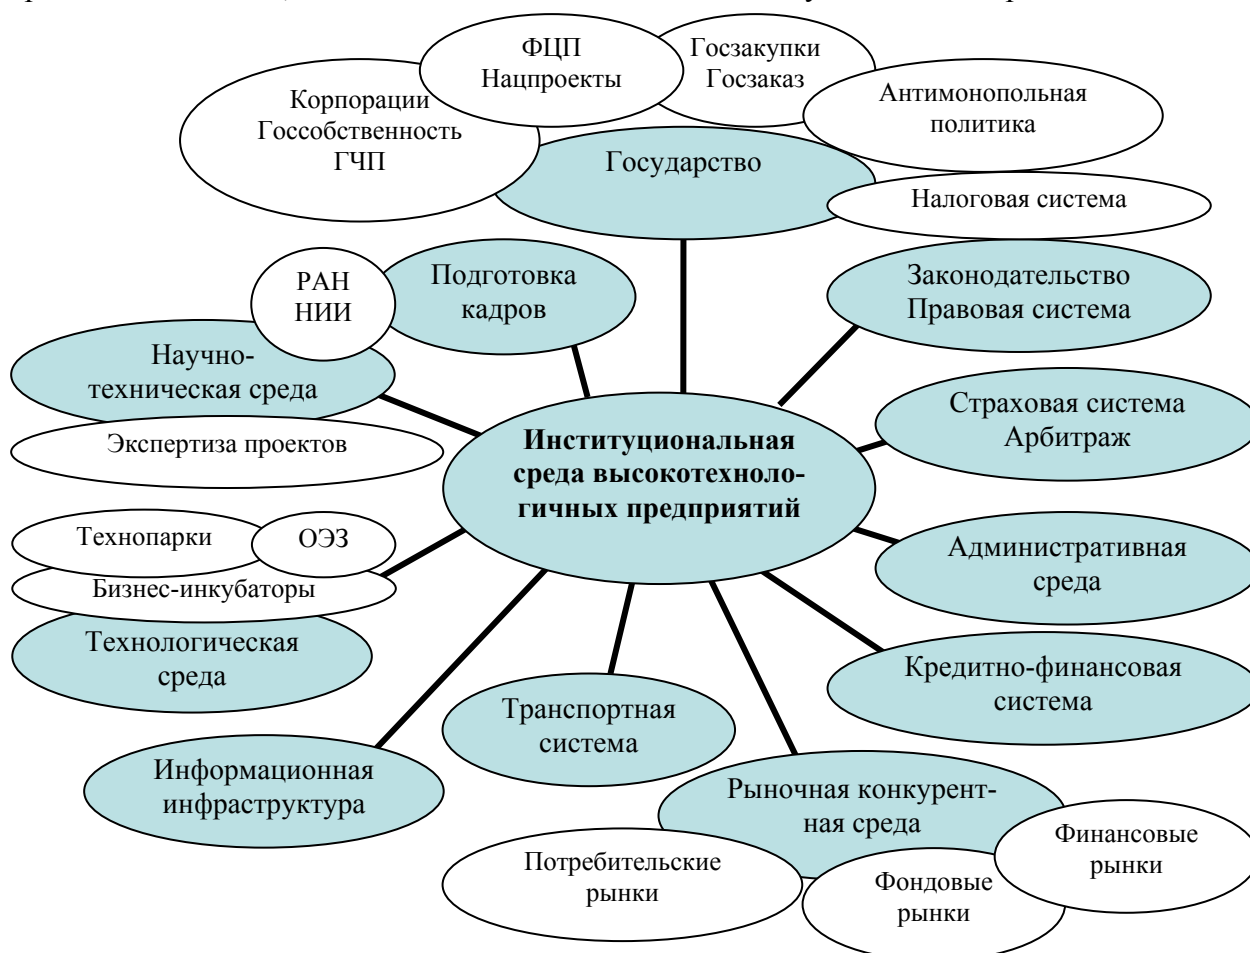 ФЦП
Нацпроекты
Госзакупки
Госзаказ
Корпорации
Госсобственность
ГЧП
Антимонопольная
политика
Государство
Налоговая система
РАН
НИИ
Подготовка
кадров
Законодательство
Правовая система
Научно-
техническая среда
Экспертиза проектов
Страховая система
Арбитраж
Институциональная
среда высокотехноло-
гичных предприятий
Технопарки
ОЭЗ
Бизнес-инкубаторы
Технологическая
среда
Административная
среда
Кредитно-финансовая
система
Транспортная
система
Информационная
инфраструктура
Рыночная конкурент-
ная среда
Потребительские
рынки
Фондовые
рынки
Финансовые
рынки